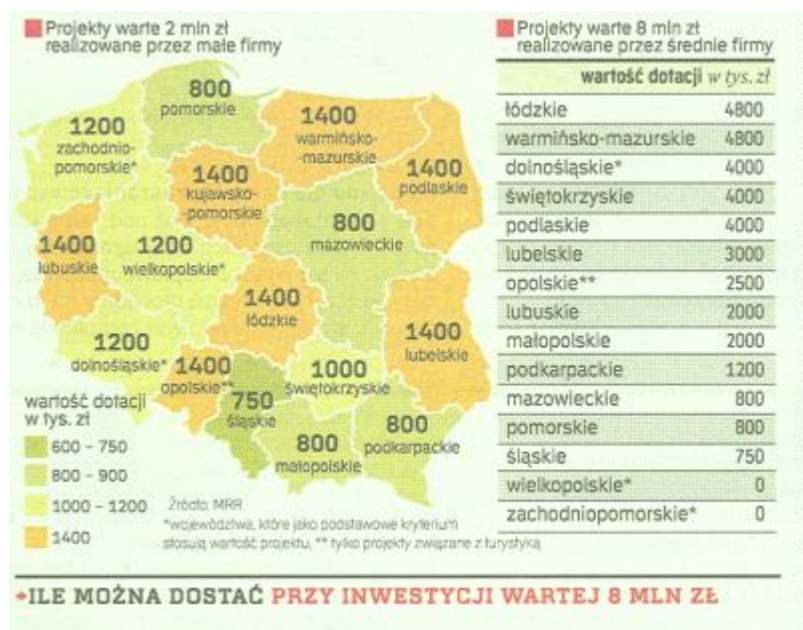 Projekty warte 2 mln zł
realizowane przez małe firmy
800
pomorskie
1200
zachodnio-
pomorskie*
1400
warmińsko-
-mazurskie
1400
podlaskie
1400
kujawsko-
-pomorskie
800
mazowieckie
1400
lubuskie
1200
wielkopolskie*
1400
łódzkie
1400
lubelskie
1200
dolnośląskie*
1400
opolskie**
1000
świętokrzyskie
750
śląskie
800
małopolskie
800
podkarpackie
wartość dotacji
w tys. zł
600 – 750
800 – 900
1000 – 1200
1400
Źródło: MRR
*województwa, które jako podstawowe kryterium
stosują wartość projektu, ** tylko projekty związane z turystyką
Projekty warte 8 mln zł
realizowane przez średnie firmy
wartość dotacji w tys. zł
łódzkie 4800
warmińsko-mazurskie 4800
dolnośląskie* 4000
świętokrzyskie 4000
podlaskie 4000
lubelskie 3000
opolskie** 2500
lubuskie 2000
małopolskie 2000
podkarpackie 1200
mazowieckie 800
pomorskie 800
śląskie 750
wielkopolskie* 0
zachodniopomorskie* 0
ILE MOŻNA DOSTAĆ PRZY INWESTYCJI WARTEJ 8 MLN ZŁ